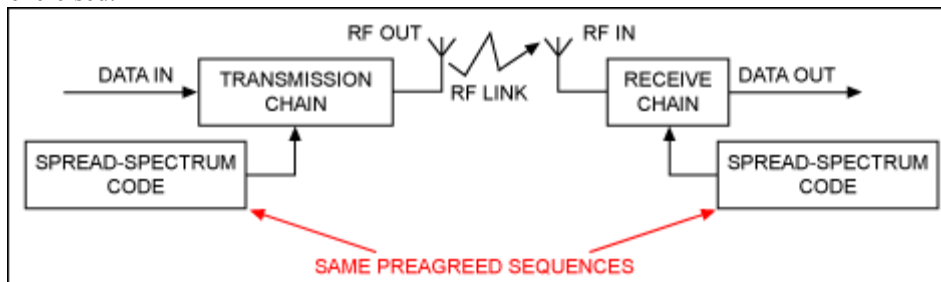 RF OUT
RF IN
DATA IN
TRANSMISSION
CHAIN
RF LINK
RECEIVE
CHAIN
DATA OUT
SPREAD-SPECTRUM
CODE
SPREAD-SPECTRUM
CODE
SAME PREAGREED SEQUENCES